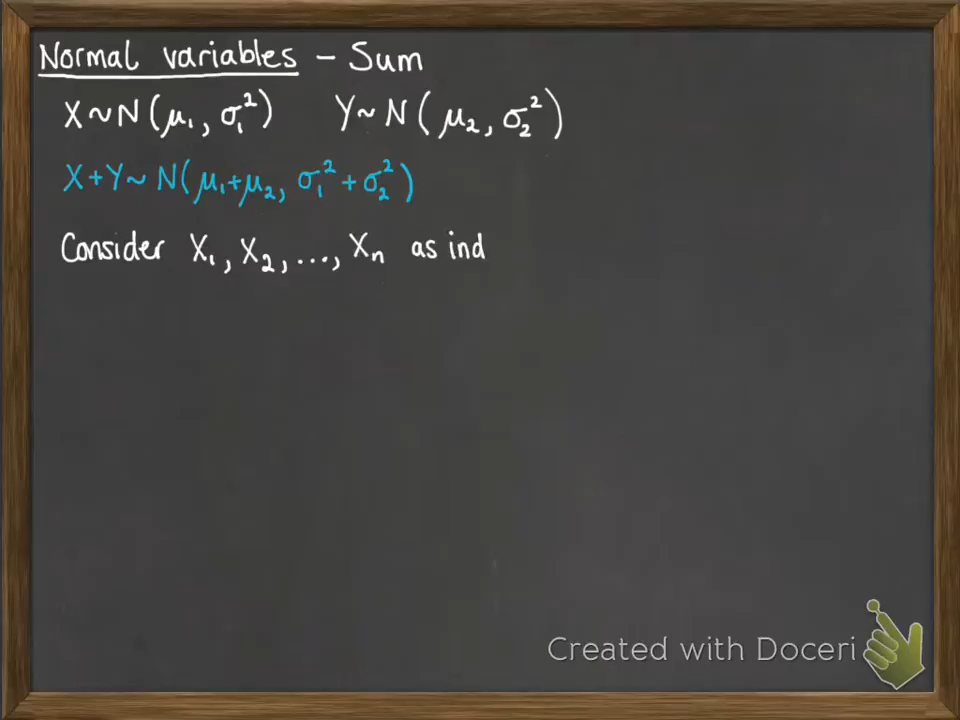 Normal variables - Sum
X~N(μ₁, σ₁²) Y~N(μ₂, σ₂²)
X+Y~N(μ₁+μ₂, σ₁²+σ₂²)
Consider X₁, X₂, ..., Xₙ as ind
Created with Doceri